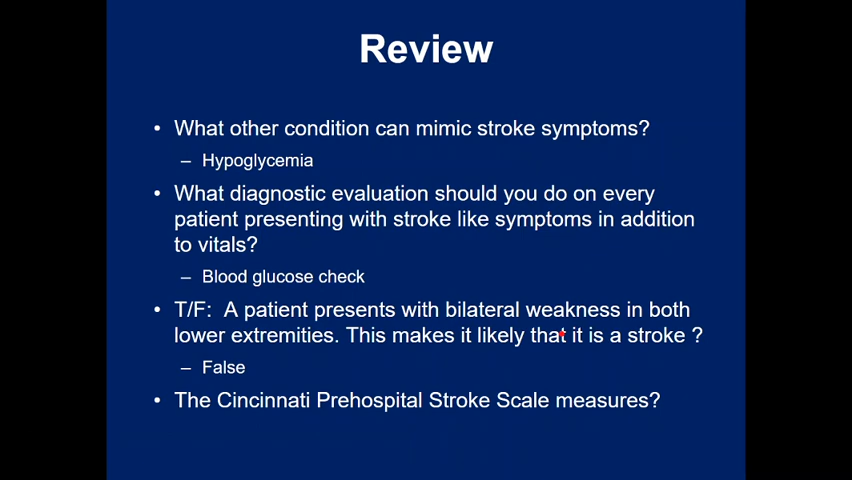 Review
• What other condition can mimic stroke symptoms?
– Hypoglycemia
• What diagnostic evaluation should you do on every
patient presenting with stroke like symptoms in addition
to vitals?
– Blood glucose check
• T/F:  A patient presents with bilateral weakness in both
lower extremities. This makes it likely that it is a stroke ?
– False
• The Cincinnati Prehospital Stroke Scale measures?